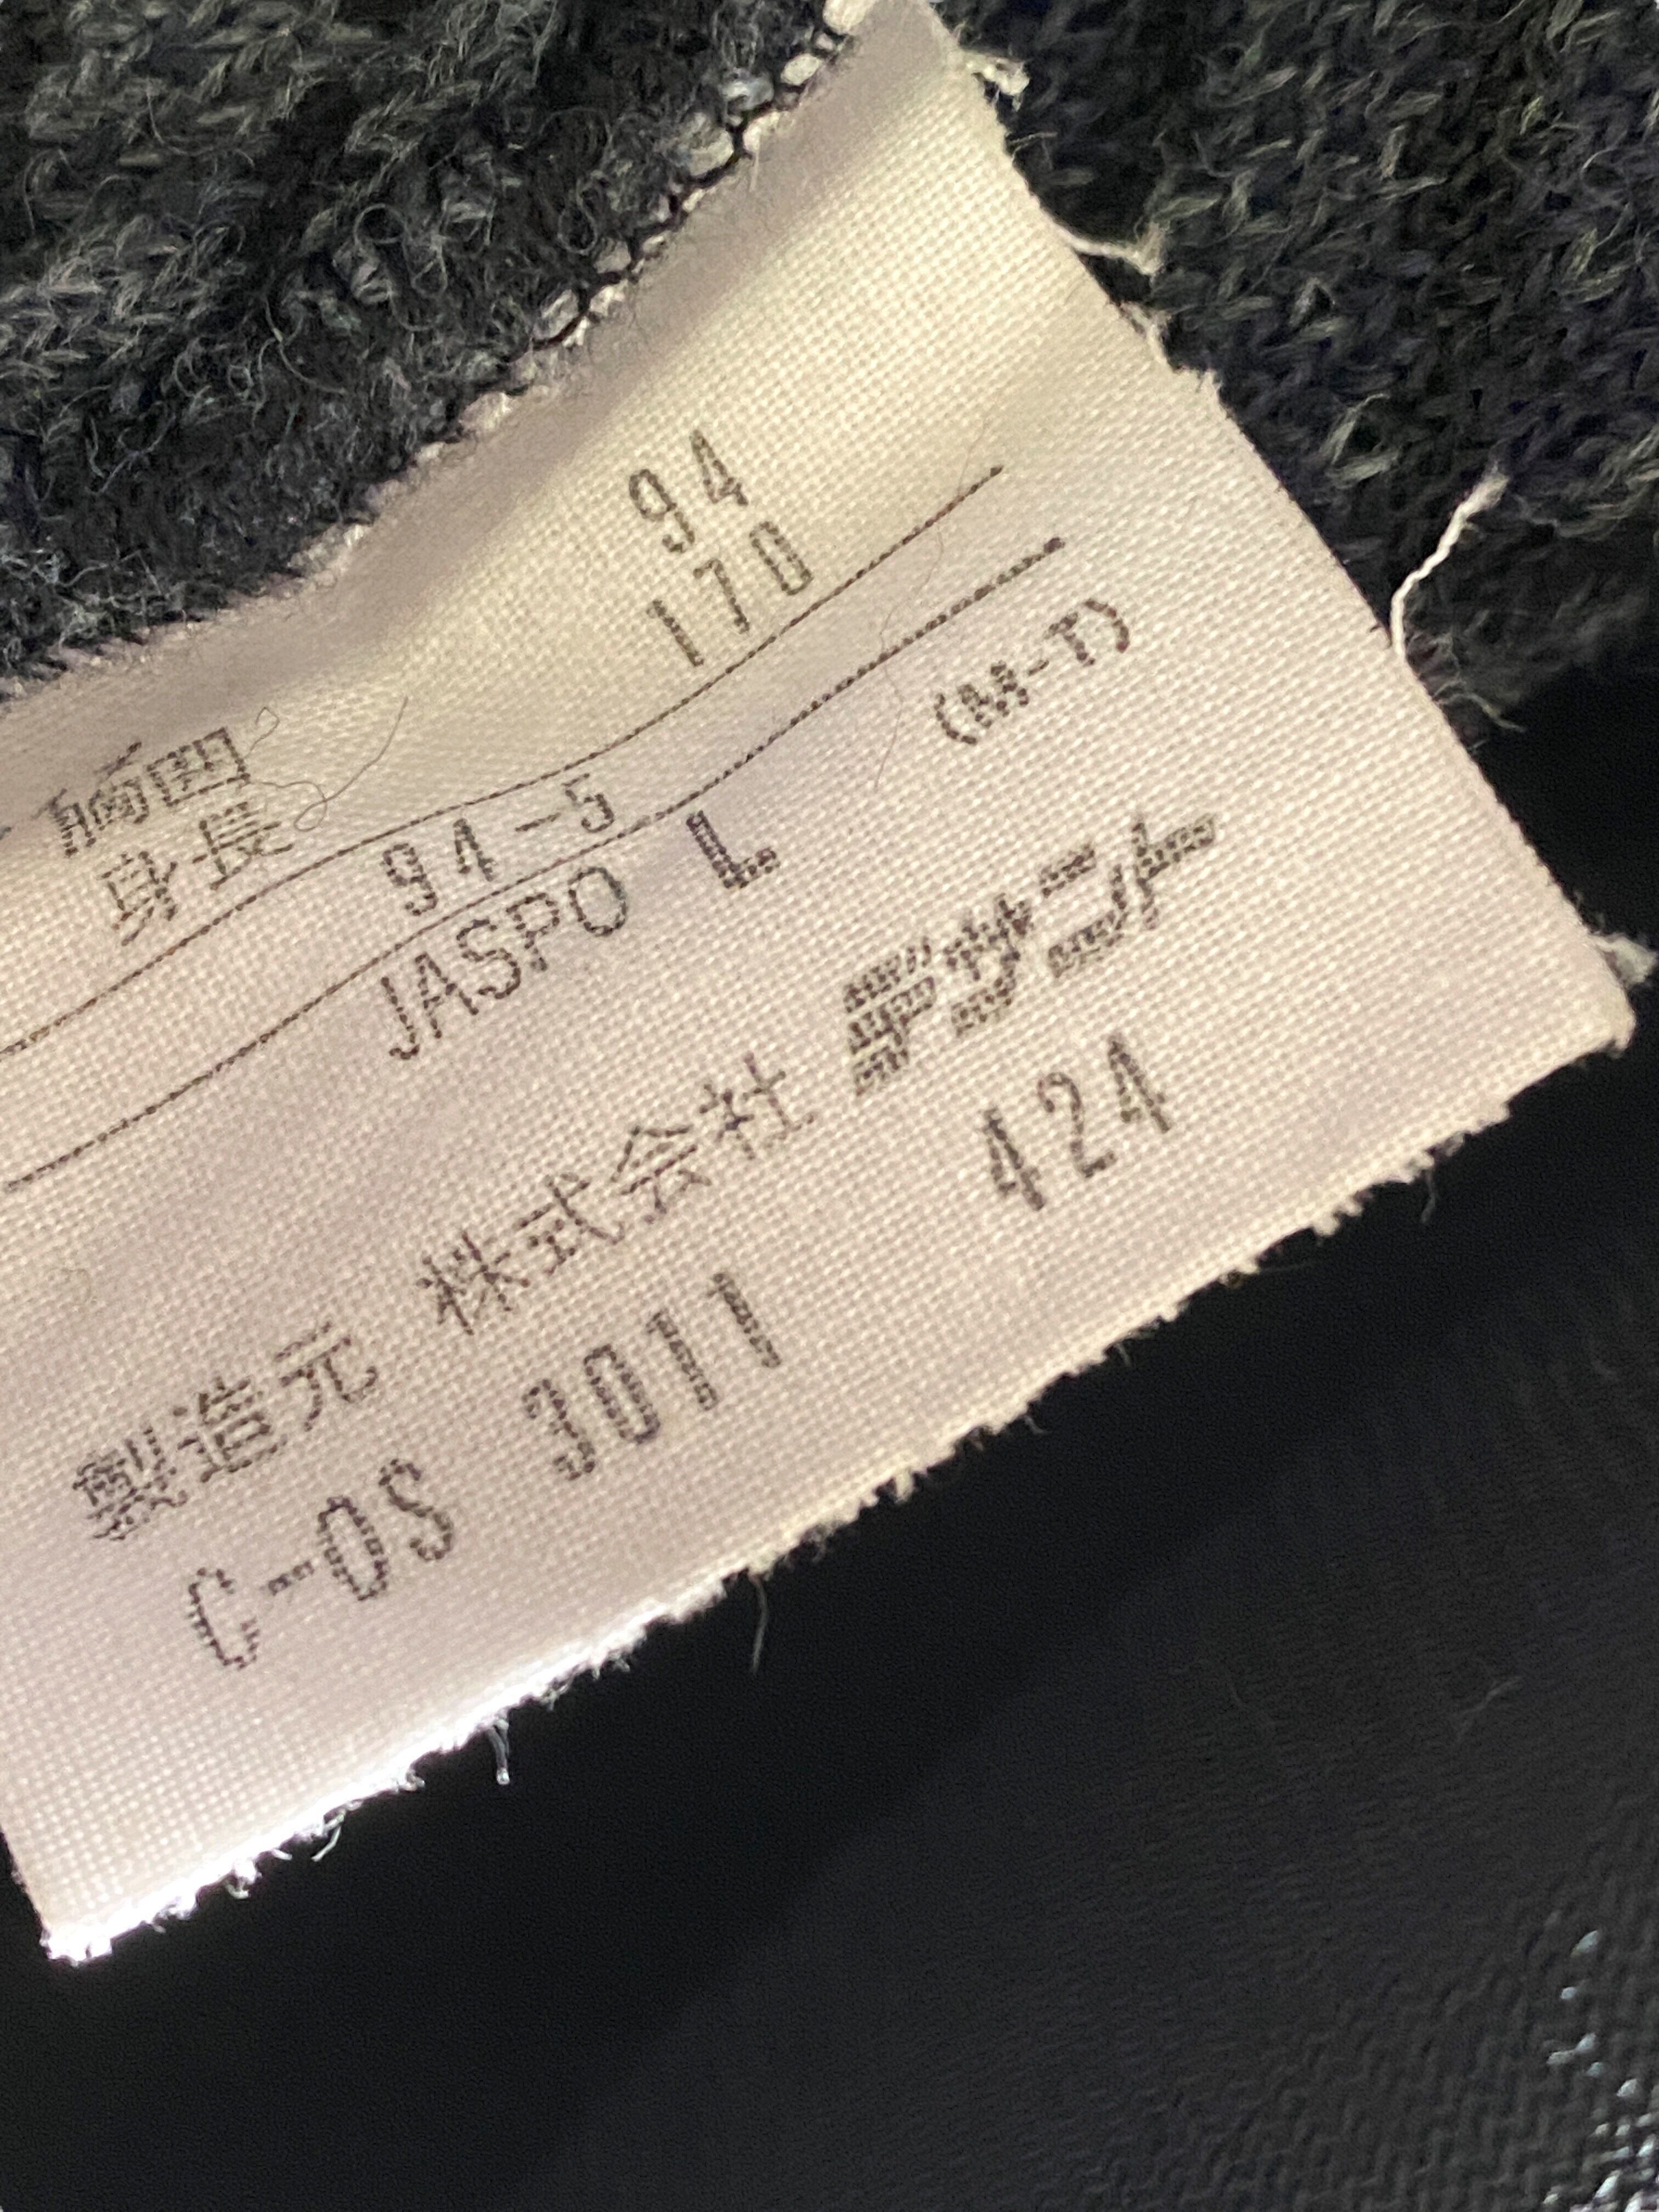 胸囲 94
身長 170
94-5
JASPO L (M-T)
製造元 株式会社 デサント
C-OS 3011 424